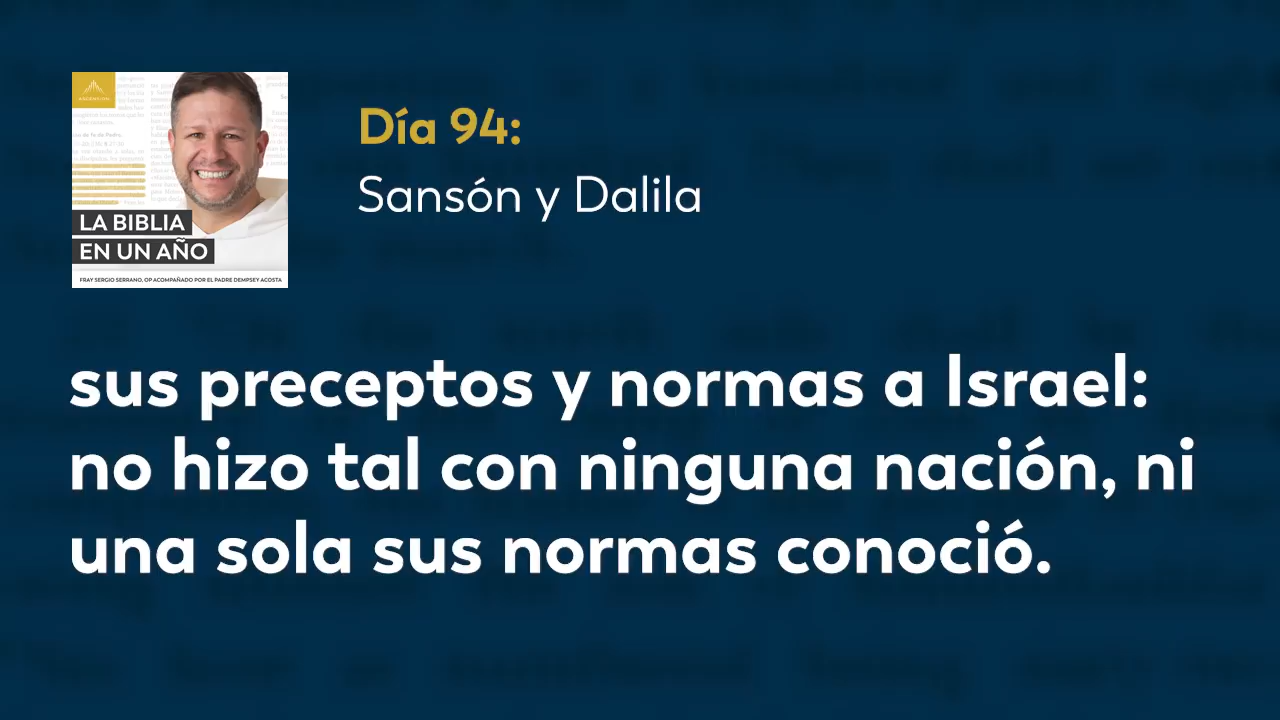 ASCENSION
LA BIBLIA
EN UN AÑO
FRAY SERGIO SERRANO, OP ACOMPAÑADO POR EL PADRE DEMPSEY ACOSTA
Día 94:
Sansón y Dalila
sus preceptos y normas a Israel:
no hizo tal con ninguna nación, ni
una sola sus normas conoció.